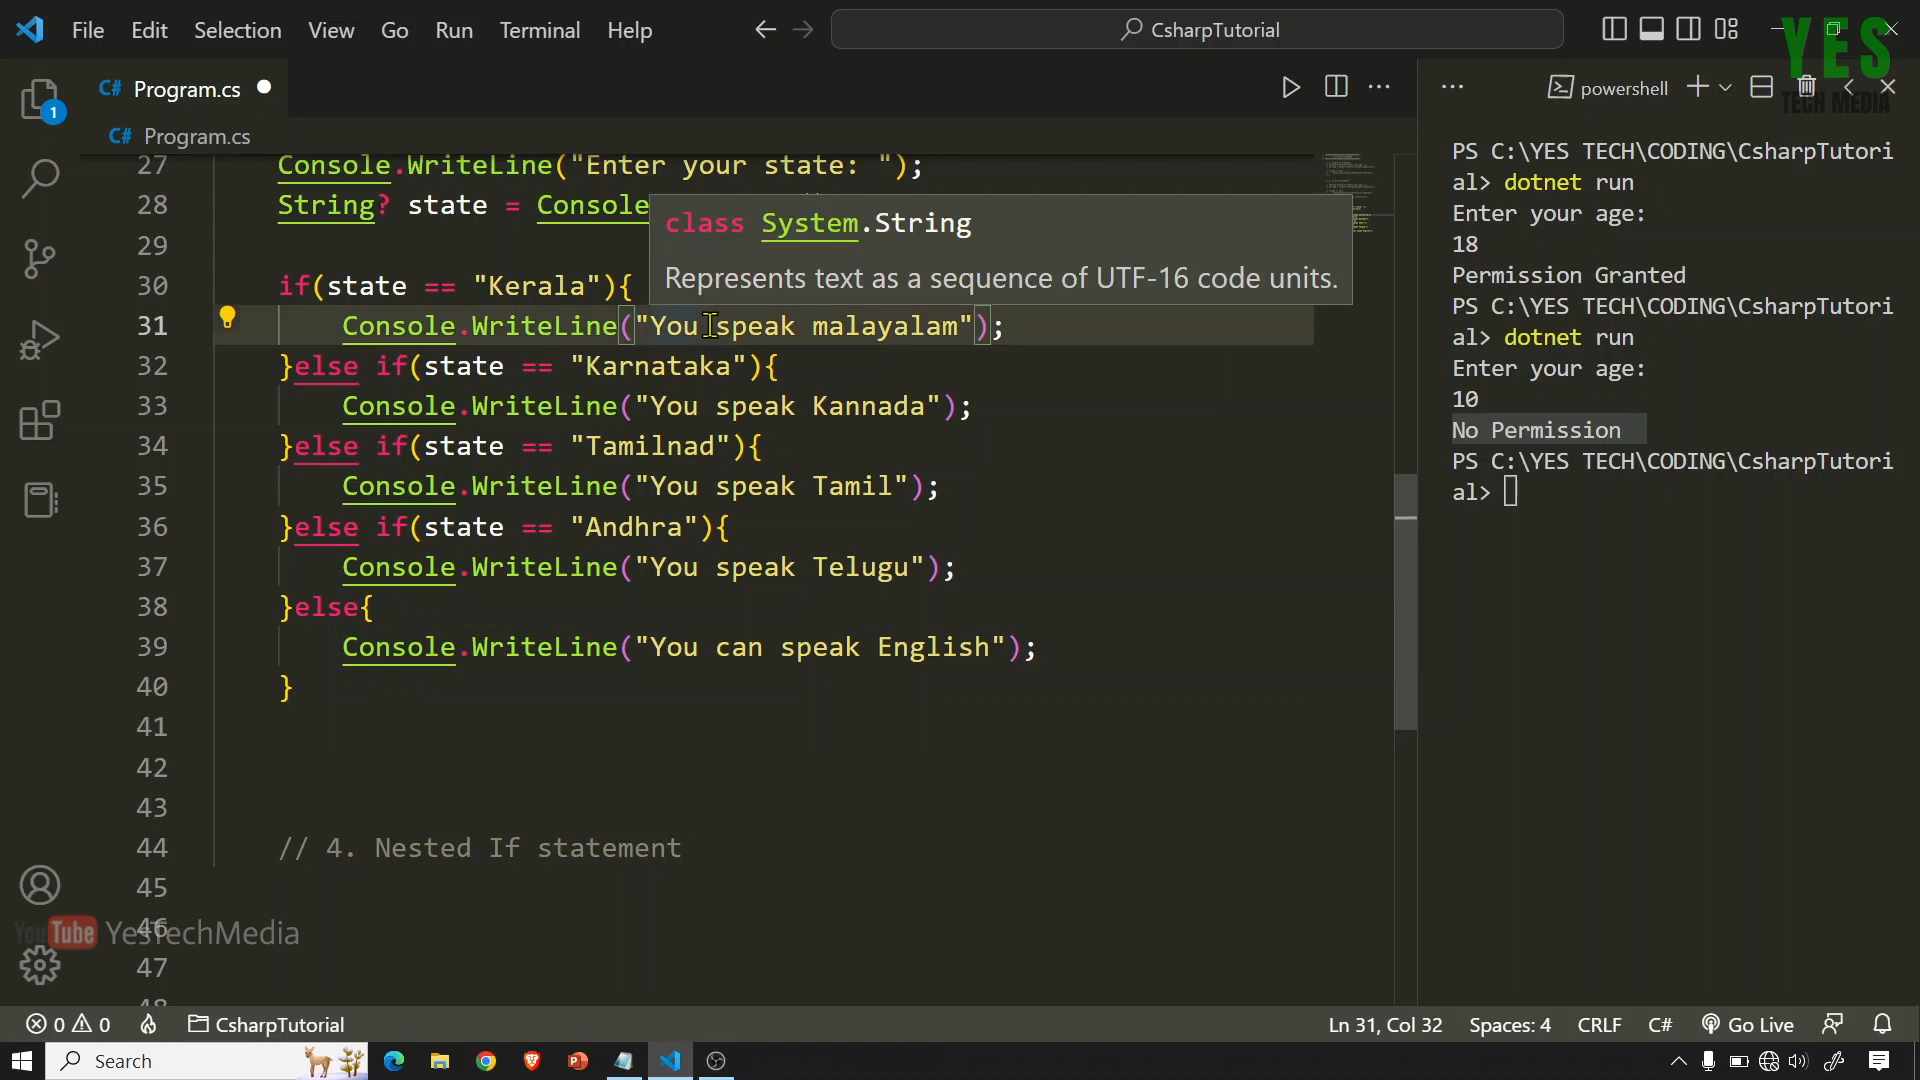 File Edit Selection View Go Run Terminal Help
CsharpTutorial
YES
TECH MEDIA
C# Program.cs
powershell
C# Program.cs
27 Console.WriteLine("Enter your state: ");
28 String? state = Console
class System.String
Represents text as a sequence of UTF-16 code units.
29
30 if(state == "Kerala"){
31 Console.WriteLine("You speak malayalam");
32 }else if(state == "Karnataka"){
33 Console.WriteLine("You speak Kannada");
34 }else if(state == "Tamilnad"){
35 Console.WriteLine("You speak Tamil");
36 }else if(state == "Andhra"){
37 Console.WriteLine("You speak Telugu");
38 }else{
39 Console.WriteLine("You can speak English");
40 }
41
42
43
44 // 4. Nested If statement
45
46
47
48
PS C:\YES TECH\CODING\CsharpTutori
al> dotnet run
Enter your age:
18
Permission Granted
PS C:\YES TECH\CODING\CsharpTutori
al> dotnet run
Enter your age:
10
No Permission
PS C:\YES TECH\CODING\CsharpTutori
al>
1
YouTube YesTechMedia
0 0 CsharpTutorial Ln 31, Col 32 Spaces: 4 CRLF C# Go Live
Search